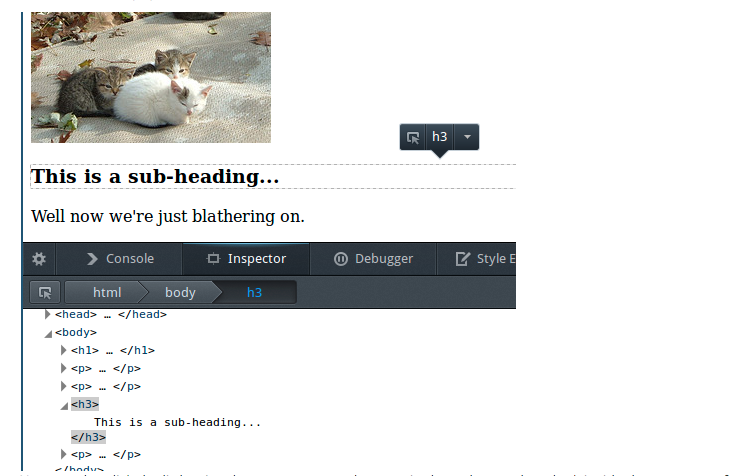 h3
This is a sub-heading...
Well now we're just blathering on.
Console Inspector Debugger Style E
html body h3
<head> … </head>
<body>
<h1> … </h1>
<p> … </p>
<p> … </p>
<h3>
This is a sub-heading...
</h3>
<p> … </p>
</body>